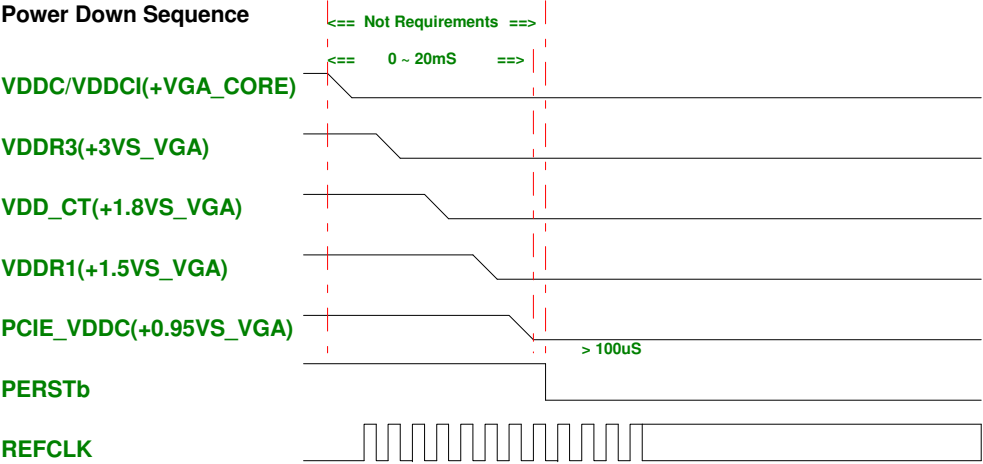 Power Down Sequence
<== Not Requirements ==>
<== 0 ~ 20mS ==>
VDDC/VDDCI(+VGA_CORE)
VDDR3(+3VS_VGA)
VDD_CT(+1.8VS_VGA)
VDDR1(+1.5VS_VGA)
PCIE_VDDC(+0.95VS_VGA)
> 100uS
PERSTb
REFCLK